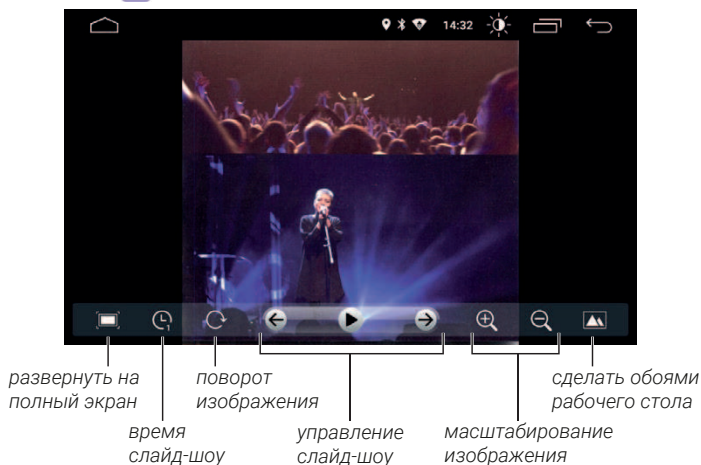 14:32
1
развернуть на
полный экран
поворот
изображения
сделать обоями
рабочего стола
время
слайд-шоу
управление
слайд-шоу
масштабирование
изображения